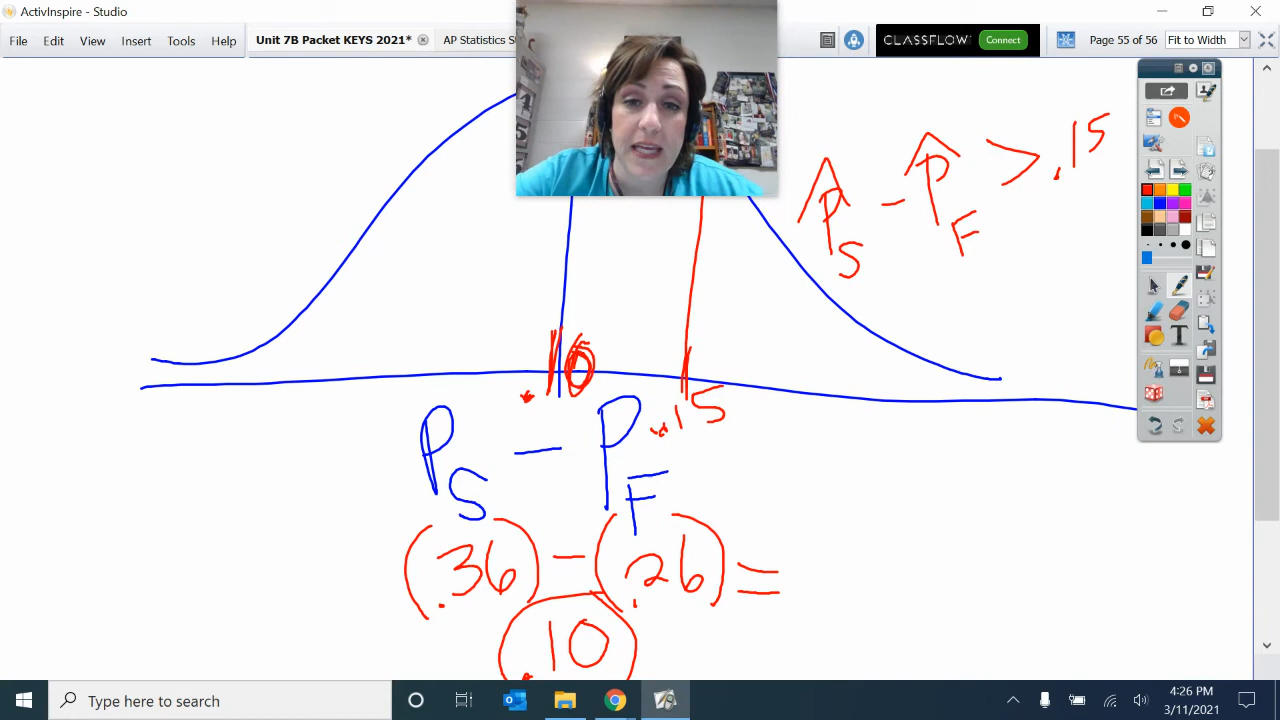 ActivInspire - Studio
File Edit View Insert Tools Help
Unit 7B Packet KEYS 2021*
AP Statistics St
CLASSFLOW Connect
Page 55 of 56
Fit to Width
p̂S - p̂F > .15
.10
.15
PS - PF
(.36) - (.26) =
.10
Type here to search
4:26 PM
3/11/2021